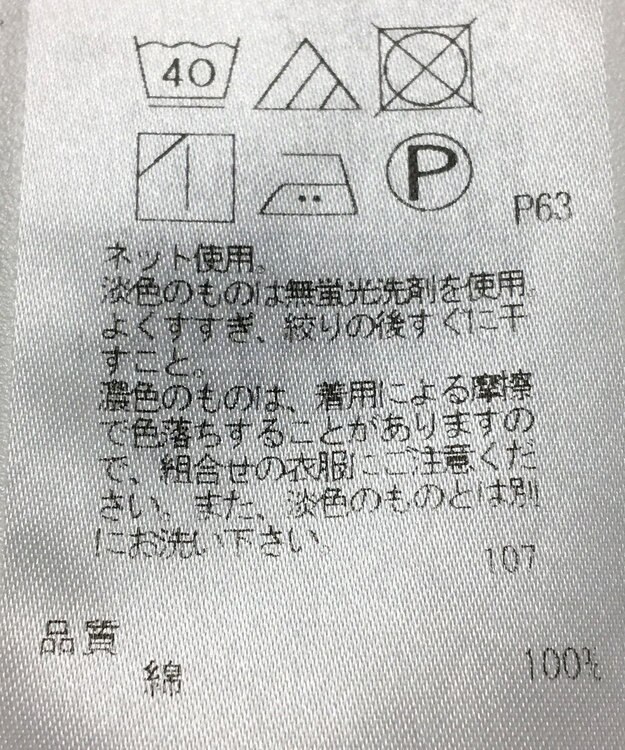 40
P
P63
ネット使用。
淡色のものは無蛍光洗剤を使用
よくすすぎ、絞りの後すぐに干
すこと。
濃色のものは、着用による摩擦
で色落ちすることがありますの
で、組合せの衣服にご注意くだ
さい。また、淡色のものとは別
にお洗い下さい。
107
品質
綿 100%